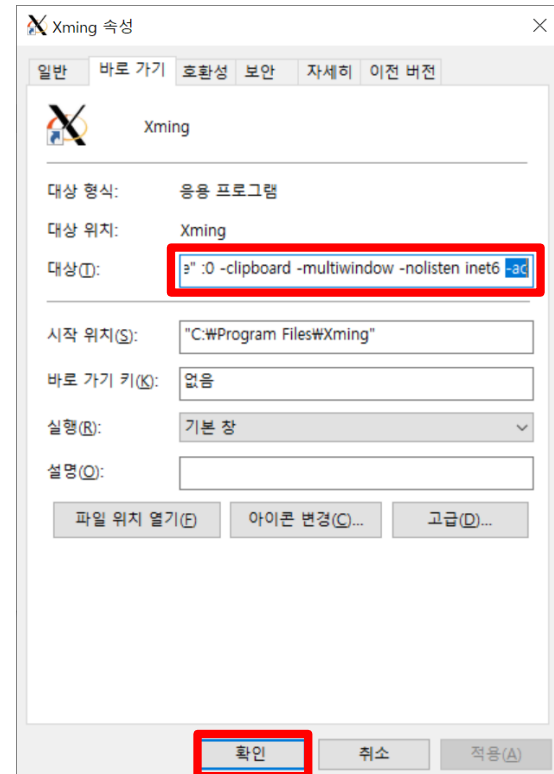 Xming 속성
일반 바로 가기 호환성 보안 자세히 이전 버전
Xming
대상 형식: 응용 프로그램
대상 위치: Xming
대상(T): e" :0 -clipboard -multiwindow -nolisten inet6 -ac
시작 위치(S): "C:₩Program Files₩Xming"
바로 가기 키(K): 없음
실행(R): 기본 창
설명(O):
파일 위치 열기(F) 아이콘 변경(C)... 고급(D)...
확인 취소 적용(A)